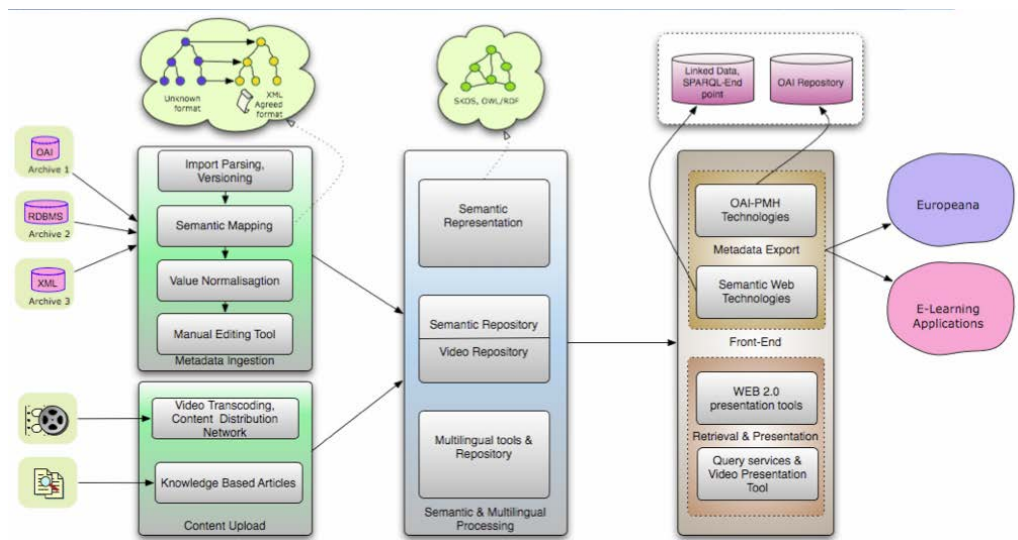 Unknown
format
XML
Agreed
format
SKOS, OWL/RDF
Linked Data,
SPARQL-End
point
OAI Repository
OAI
Archive 1
RDBMS
Archive 2
XML
Archive 3
Import Parsing,
Versioning
Semantic Mapping
Value Normalisagtion
Manual Editing Tool
Metadata Ingestion
Video Transcoding,
Content Distribution
Network
Knowledge Based Articles
Content Upload
Semantic
Representation
Semantic Repository
Video Repository
Multilingual tools &
Repository
Semantic & Multilingual
Processing
OAI-PMH
Technologies
Metadata Export
Semantic Web
Technologies
Front-End
WEB 2.0
presentation tools
Retrieval & Presentation
Query services &
Video Presentation
Tool
Europeana
E-Learning
Applications